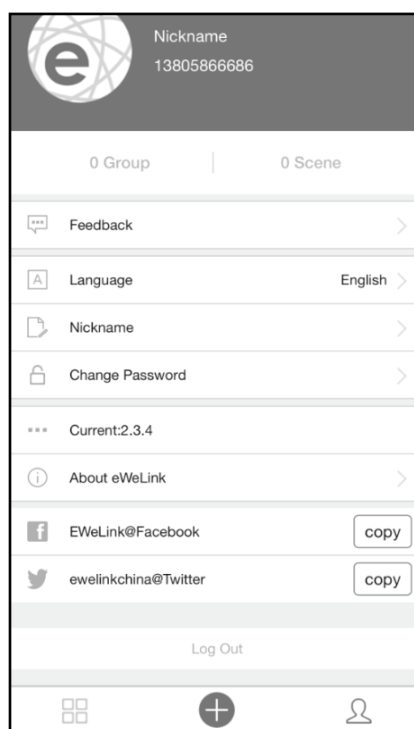 e
Nickname
13805866686
0 Group 0 Scene
Feedback
A Language English
Nickname
Change Password
Current:2.3.4
About eWeLink
f EWeLink@Facebook copy
ewelinkchina@Twitter copy
Log Out